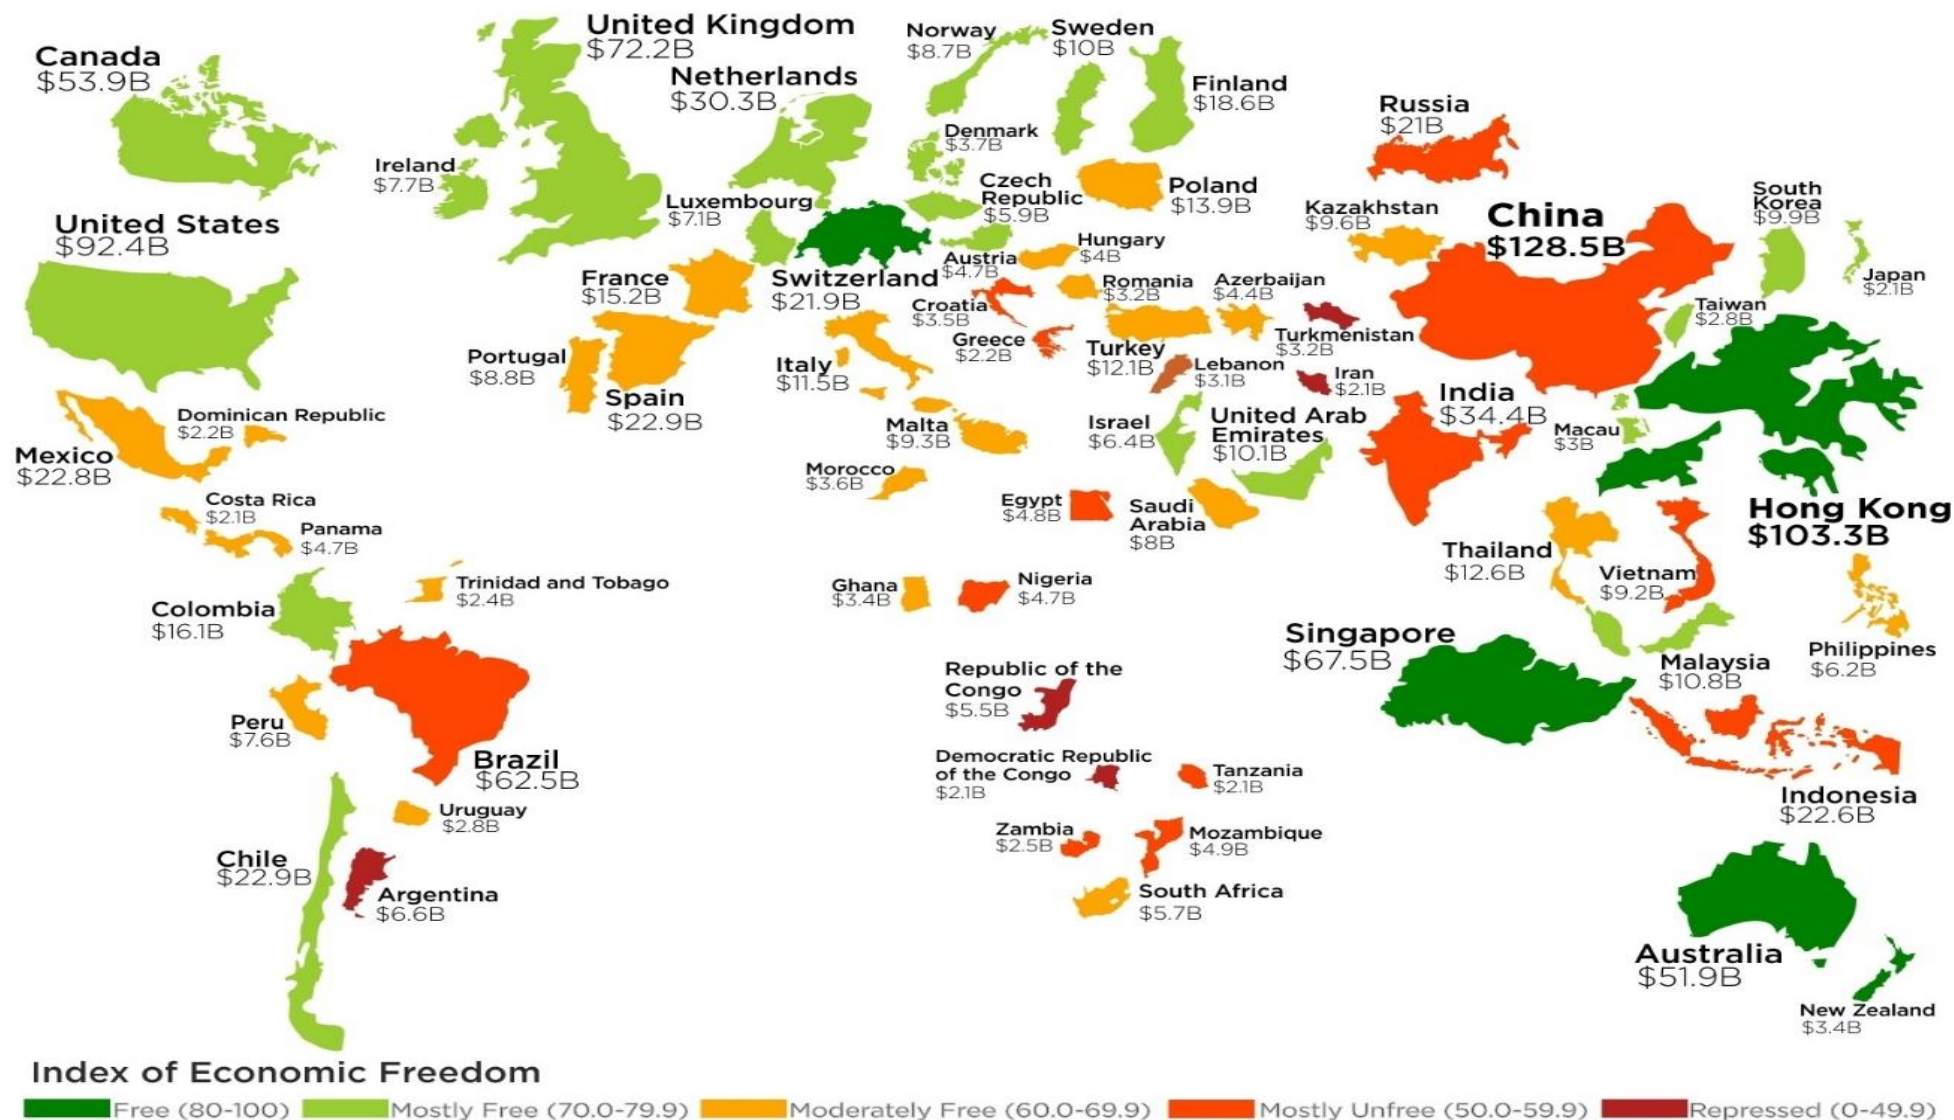 Canada
$53.9B
United Kingdom
$72.2B
Netherlands
$30.3B
Norway
$8.7B
Sweden
$10B
Finland
$18.6B
Denmark
$3.7B
Ireland
$7.7B
Luxembourg
$7.1B
Czech
Republic
$5.9B
Poland
$13.9B
Russia
$21B
Kazakhstan
$9.6B
China
$128.5B
South
Korea
$9.9B
Japan
$2.1B
Taiwan
$2.8B
United States
$92.4B
France
$15.2B
Switzerland
$21.9B
Austria
$4.7B
Hungary
$4B
Croatia
$3.5B
Romania
$3.2B
Azerbaijan
$4.4B
Greece
$2.2B
Turkey
$12.1B
Turkmenistan
$3.2B
Lebanon
$3.1B
Iran
$2.1B
Portugal
$8.8B
Spain
$22.9B
Italy
$11.5B
Malta
$9.3B
Morocco
$3.6B
Israel
$6.4B
United Arab
Emirates
$10.1B
India
$34.4B
Macau
$3B
Mexico
$22.8B
Dominican Republic
$2.2B
Costa Rica
$2.1B
Panama
$4.7B
Egypt
$4.8B
Saudi
Arabia
$8B
Hong Kong
$103.3B
Thailand
$12.6B
Vietnam
$9.2B
Trinidad and Tobago
$2.4B
Colombia
$16.1B
Ghana
$3.4B
Nigeria
$4.7B
Singapore
$67.5B
Malaysia
$10.8B
Philippines
$6.2B
Peru
$7.6B
Brazil
$62.5B
Republic of the
Congo
$5.5B
Democratic Republic
of the Congo
$2.1B
Tanzania
$2.1B
Indonesia
$22.6B
Uruguay
$2.8B
Zambia
$2.5B
Mozambique
$4.9B
Chile
$22.9B
Argentina
$6.6B
South Africa
$5.7B
Australia
$51.9B
New Zealand
$3.4B
Index of Economic Freedom
Free (80-100)
Mostly Free (70.0-79.9)
Moderately Free (60.0-69.9)
Mostly Unfree (50.0-59.9)
Repressed (0-49.9)